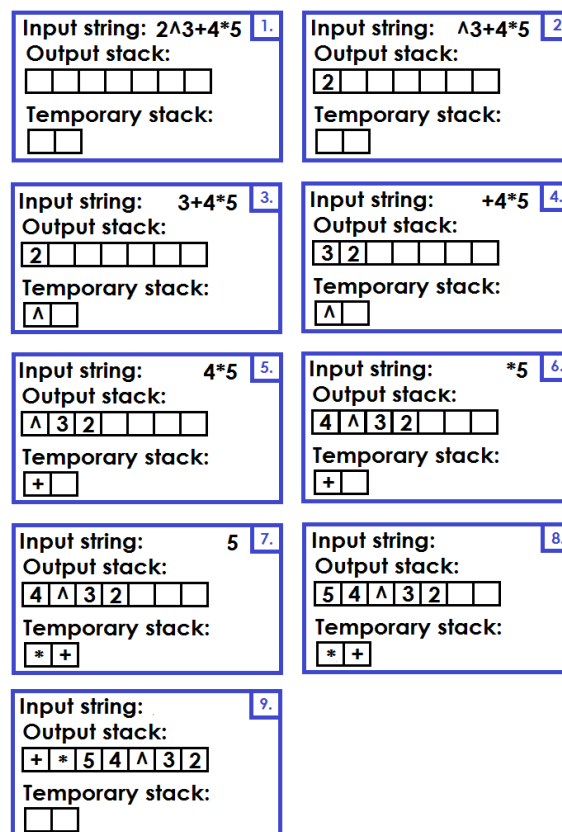 Input string: 2^3+4*5 1.
Output stack:
Temporary stack:
Input string: ^3+4*5 2
Output stack:
2
Temporary stack:
Input string: 3+4*5 3.
Output stack:
2
Temporary stack:
^
Input string: +4*5 4.
Output stack:
3 2
Temporary stack:
^
Input string: 4*5 5.
Output stack:
^ 3 2
Temporary stack:
+
Input string: *5 6.
Output stack:
4 ^ 3 2
Temporary stack:
+
Input string: 5 7.
Output stack:
4 ^ 3 2
Temporary stack:
* +
Input string: 8.
Output stack:
5 4 ^ 3 2
Temporary stack:
* +
Input string: 9.
Output stack:
+ * 5 4 ^ 3 2
Temporary stack: